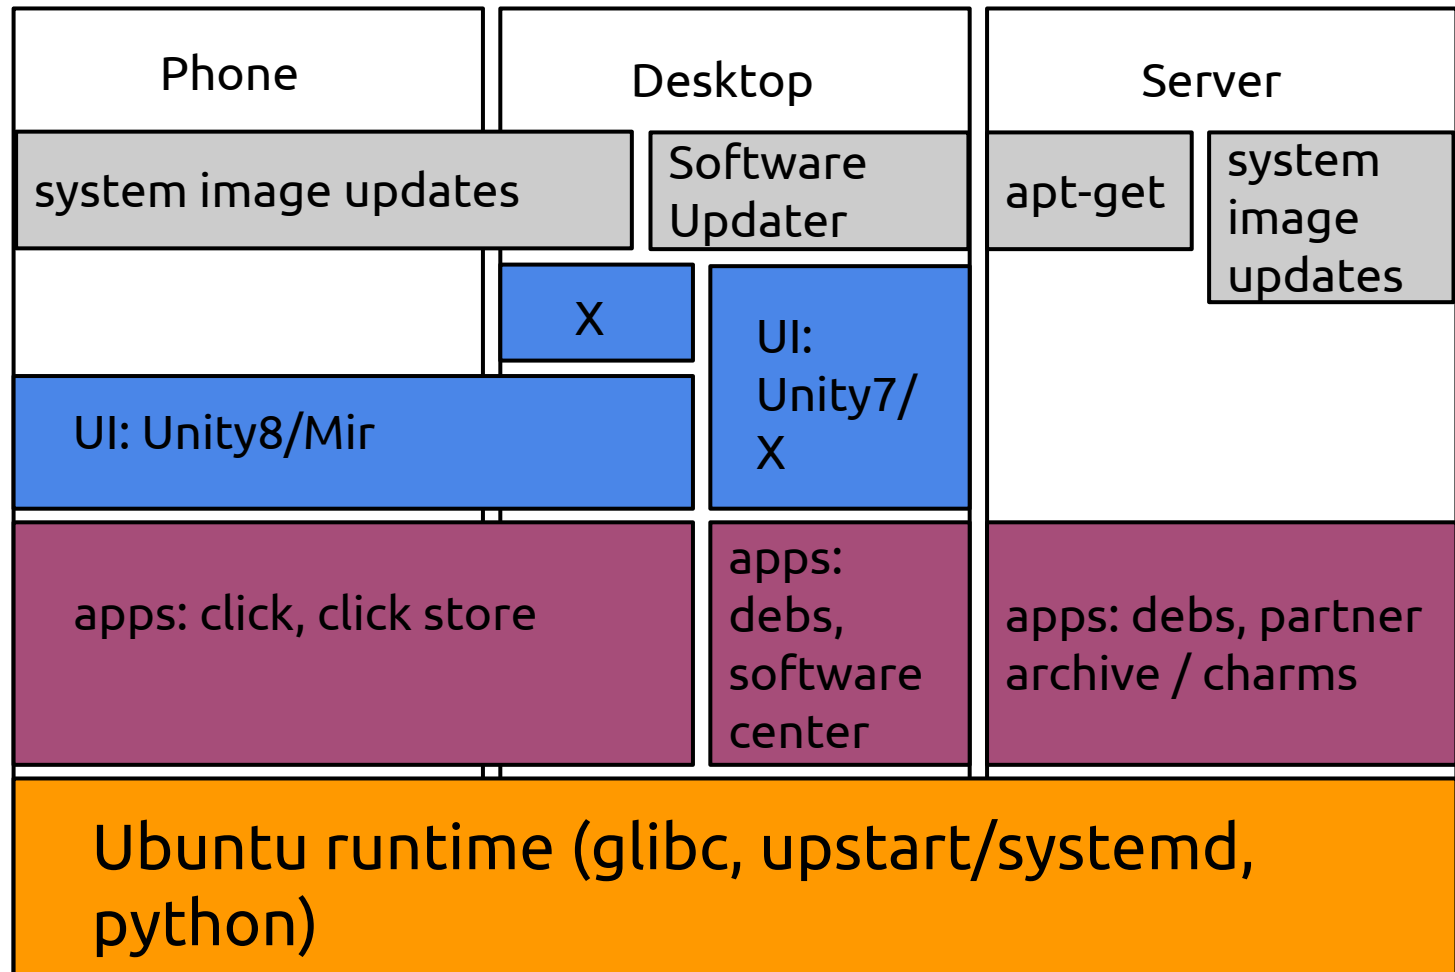 Phone
Desktop
Server
system image updates
Software
Updater
apt-get
system
image
updates
X
UI:
Unity7/
X
UI: Unity8/Mir
apps: click, click store
apps:
debs,
software
center
apps: debs, partner
archive / charms
Ubuntu runtime (glibc, upstart/systemd,
python)